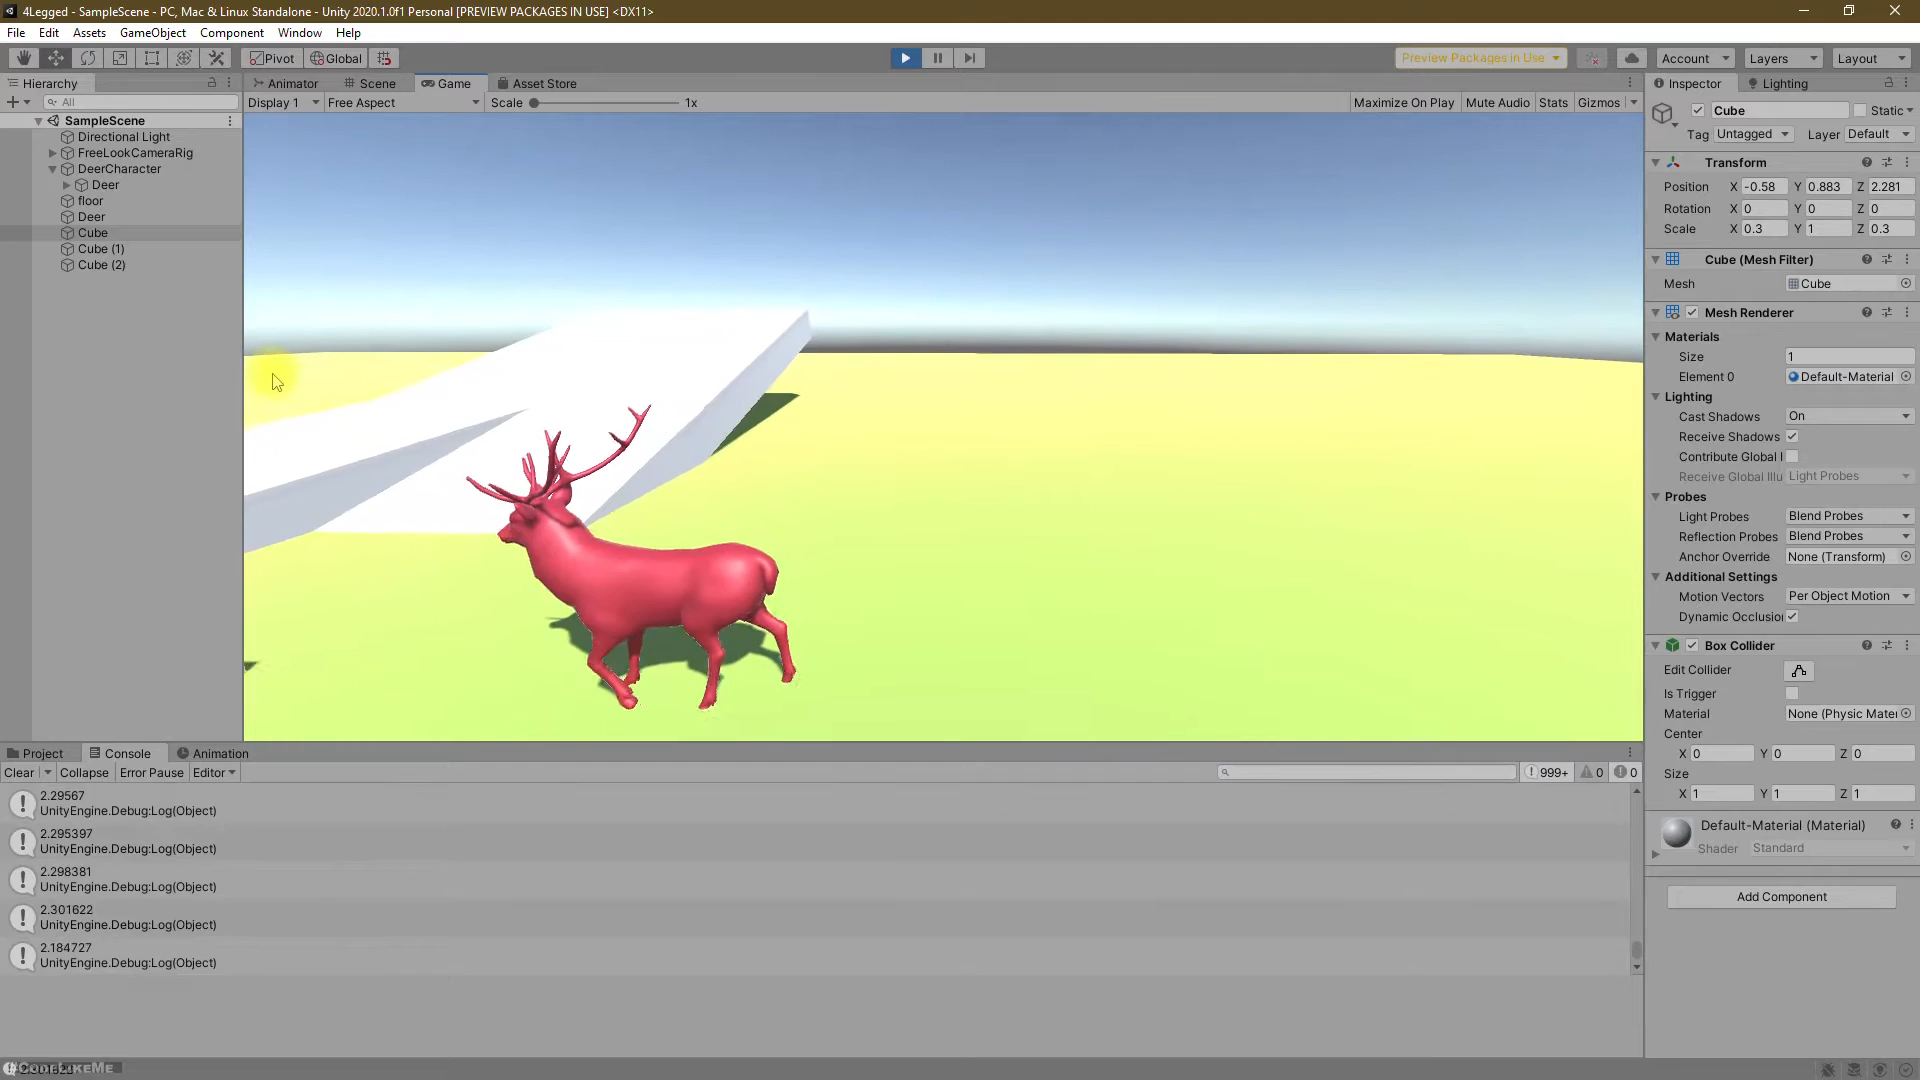 4Legged - SampleScene - PC, Mac & Linux Standalone - Unity 2020.1.0f1 Personal [PREVIEW PACKAGES IN USE] <DX11>
File Edit Assets GameObject Component Window Help
Pivot Global Preview Packages in Use Account Layers Layout
Hierarchy Animator Scene Game Asset Store Inspector Lighting
All Display 1 Free Aspect Scale 1x Maximize On Play Mute Audio Stats Gizmos
Cube Static
SampleScene
Directional Light
Tag Untagged Layer Default
FreeLookCameraRig
DeerCharacter
Deer
floor
Deer
Cube
Cube (1)
Cube (2)
Transform
Position X -0.58 Y 0.883 Z 2.281
Rotation X 0 Y 0 Z 0
Scale X 0.3 Y 1 Z 0.3
Cube (Mesh Filter)
Mesh Cube
Mesh Renderer
Materials
Size 1
Element 0 Default-Material
Lighting
Cast Shadows On
Receive Shadows
Contribute Global I
Receive Global Illu Light Probes
Probes
Light Probes Blend Probes
Reflection Probes Blend Probes
Anchor Override None (Transform)
Additional Settings
Motion Vectors Per Object Motion
Dynamic Occlusion
Box Collider
Edit Collider
Is Trigger
Material None (Physic Mater
Center
X 0 Y 0 Z 0
Size
X 1 Y 1 Z 1
Default-Material (Material)
Shader Standard
Add Component
Project Console Animation
Clear Collapse Error Pause Editor 999+ 0 0
2.29567
UnityEngine.Debug:Log(Object)
2.295397
UnityEngine.Debug:Log(Object)
2.298381
UnityEngine.Debug:Log(Object)
2.301622
UnityEngine.Debug:Log(Object)
2.184727
UnityEngine.Debug:Log(Object)